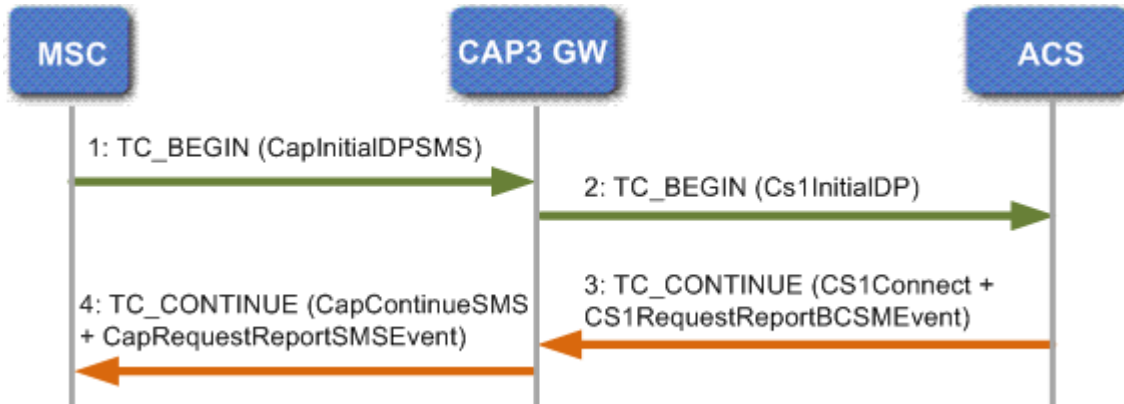 MSC
CAP3 GW
ACS
1: TC_BEGIN (CapInitialDPSMS)
2: TC_BEGIN (Cs1InitialDP)
3: TC_CONTINUE (CS1Connect +
CS1RequestReportBCSMEvent)
4: TC_CONTINUE (CapContinueSMS
+ CapRequestReportSMSEvent)